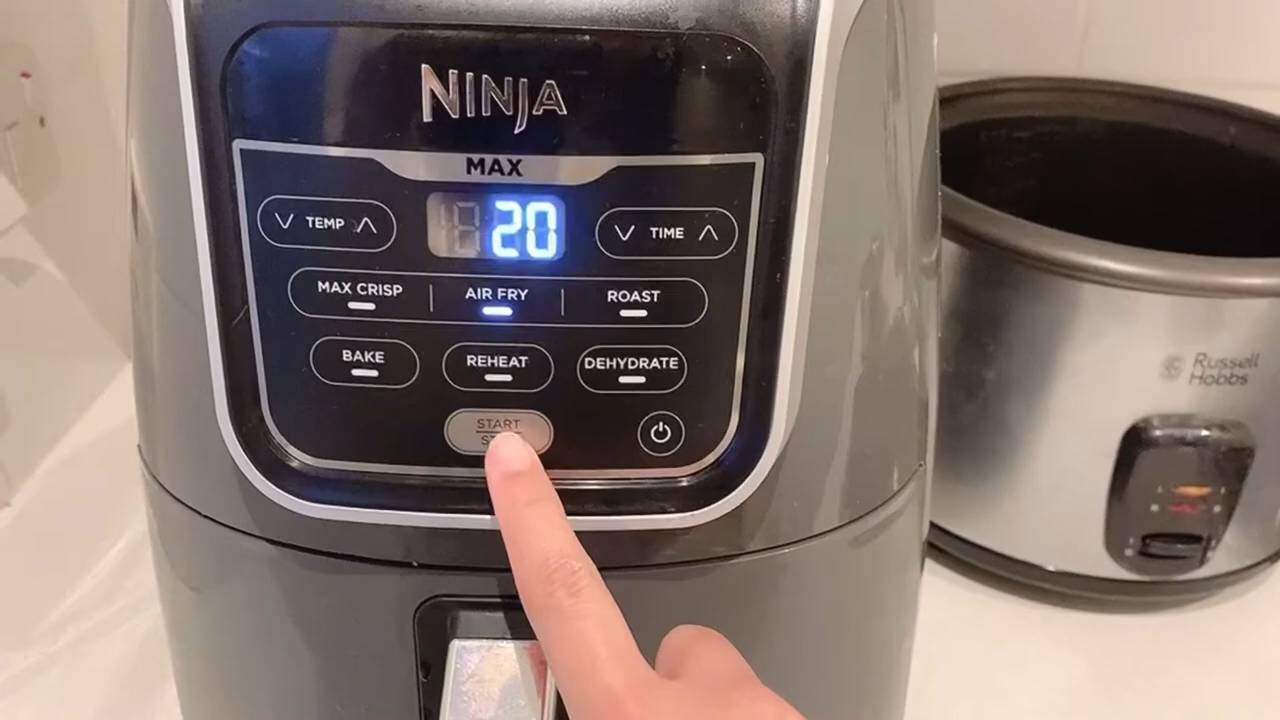 NINJA
MAX
TEMP
20
TIME
MAX CRISP
AIR FRY
ROAST
BAKE
REHEAT
DEHYDRATE
START
Russell
Hobbs